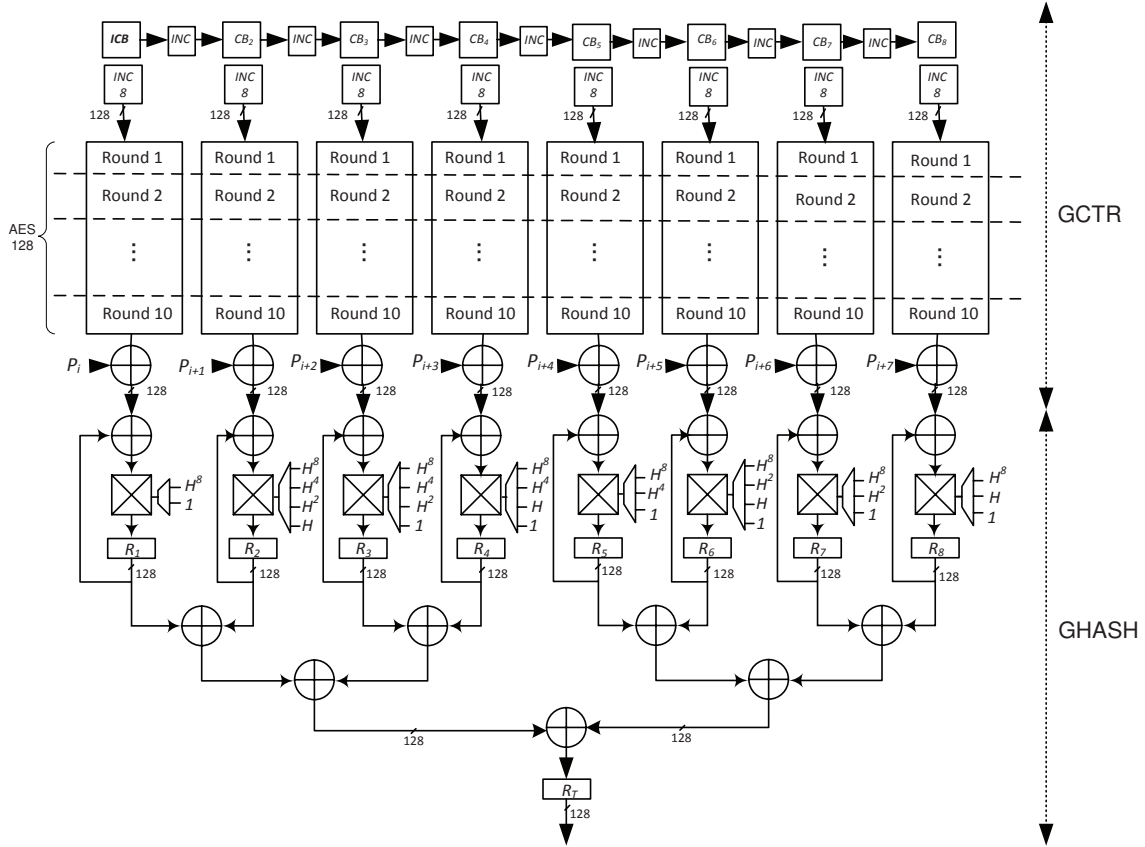 ICB INC CB2 INC CB3 INC CB4 INC CB5 INC CB6 INC CB7 INC CB8
INC 8 INC 8 INC 8 INC 8 INC 8 INC 8 INC 8 INC 8
128 128 128 128 128 128 128 128
Round 1 Round 1 Round 1 Round 1 Round 1 Round 1 Round 1 Round 1
Round 2 Round 2 Round 2 Round 2 Round 2 Round 2 Round 2 Round 2
AES 128
⋮ ⋮ ⋮ ⋮ ⋮ ⋮ ⋮ ⋮
GCTR
Round 10 Round 10 Round 10 Round 10 Round 10 Round 10 Round 10 Round 10
Pi Pi+1 Pi+2 Pi+3 Pi+4 Pi+5 Pi+6 Pi+7
128 128 128 128 128 128 128 128
H8 1
H8 H4 H2 H
H8 H4 H2 1
H8 H4 H 1
H8 H4 1
H8 H2 H 1
H8 H2 1
H8 H 1
R1 R2 R3 R4 R5 R6 R7 R8
128 128 128 128 128 128 128 128
GHASH
128 128
RT
128